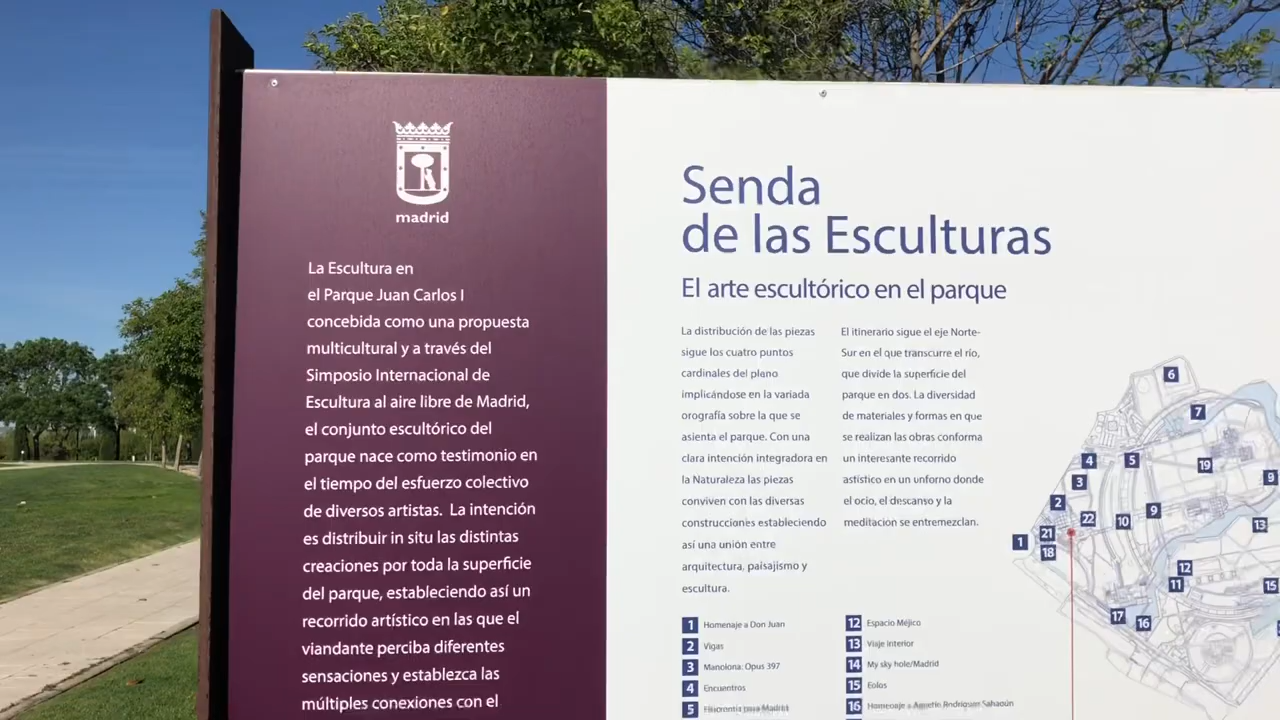 madrid
La Escultura en
el Parque Juan Carlos I
concebida como una propuesta
multicultural y a través del
Simposio Internacional de
Escultura al aire libre de Madrid,
el conjunto escultórico del
parque nace como testimonio en
el tiempo del esfuerzo colectivo
de diversos artistas. La intención
es distribuir in situ las distintas
creaciones por toda la superficie
del parque, estableciendo así un
recorrido artístico en las que el
viandante perciba diferentes
sensaciones y establezca las
múltiples conexiones con el
Senda
de las Esculturas
El arte escultórico en el parque
La distribución de las piezas
sigue los cuatro puntos
cardinales del plano
implicándose en la variada
orografía sobre la que se
asienta el parque. Con una
clara intención integradora en
la Naturaleza las piezas
conviven con las diversas
construcciones estableciendo
así una unión entre
arquitectura, paisajismo y
escultura.
El itinerario sigue el eje Norte-
Sur en el que transcurre el río,
que divide la superficie del
parque en dos. La diversidad
de materiales y formas en que
se realizan las obras conforma
un interesante recorrido
astístico en un unforno donde
el ocio, el descanso y la
meditación se entremezclan.
1 Homenaje a Don Juan
2 Vigas
3 Manolona: Opus 397
4 Encuentros
5 Fisicromía para Madrid
12 Espacio Méjico
13 Viaje interior
14 My sky hole/Madrid
15 Eolos
16 Homenaje a Agustín Rodríguez Sahagún
6
7
4
5
19
9
3
2
9
22
10
13
21
1
18
12
11
15
17
16